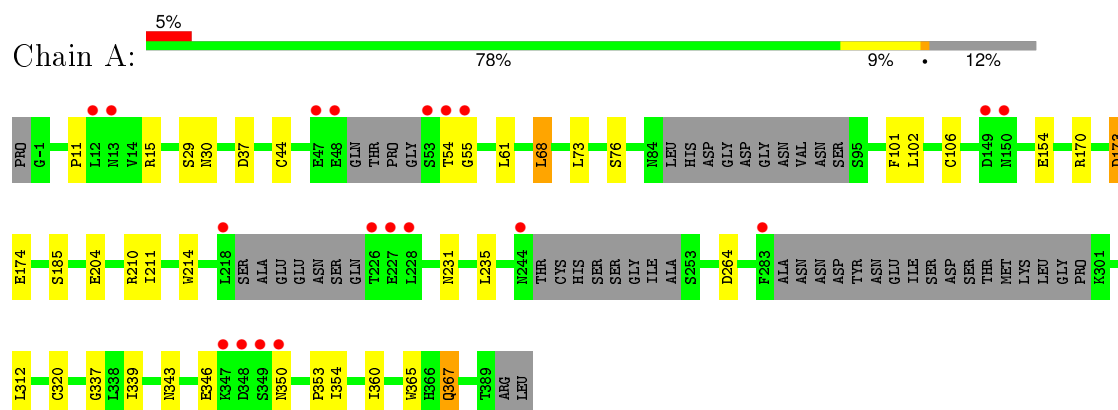 5%
Chain A:
78% 9% • 12%
PRO G-1 P11 L12 N13 V14 R15 S29 N30 D37 C44 E47 E48 GLN THR PRO GLY S53 T54 G55 L61 L68 L73 S76 N84 LEU HIS ASP GLY ASP GLY ASN VAL ASN SER S95 F101 L102 C106 D149 N150 E154 R170
E174 S185 E204 R210 I211 W214 L218 SER ALA GLU GLU ASN SER GLN T226 E227 L228 N231 L235 N244 THR CYS HIS SER SER GLY ILE ALA S253 D264 F283 ALA ASN ASN ASP TYR ASN GLU ILE SER ASP SER THR MET LYS LEU GLY PRO K301
L312 C320 G337 L338 I339 N343 E346 K347 D348 S349 N350 P353 I354 I360 W365 H366 Q367 T389 ARG LEU